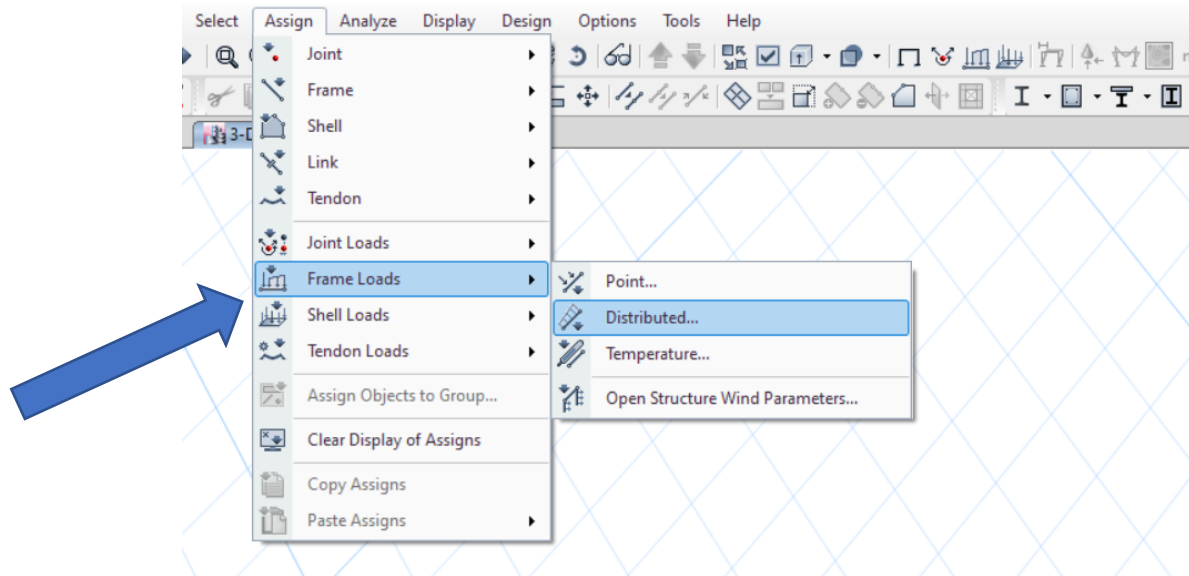 Select Assign Analyze Display Design Options Tools Help
Joint
Frame
3-D
Shell
Link
Tendon
Joint Loads
Frame Loads
Point...
Shell Loads
Distributed...
Tendon Loads
Temperature...
Assign Objects to Group...
Open Structure Wind Parameters...
Clear Display of Assigns
Copy Assigns
Paste Assigns